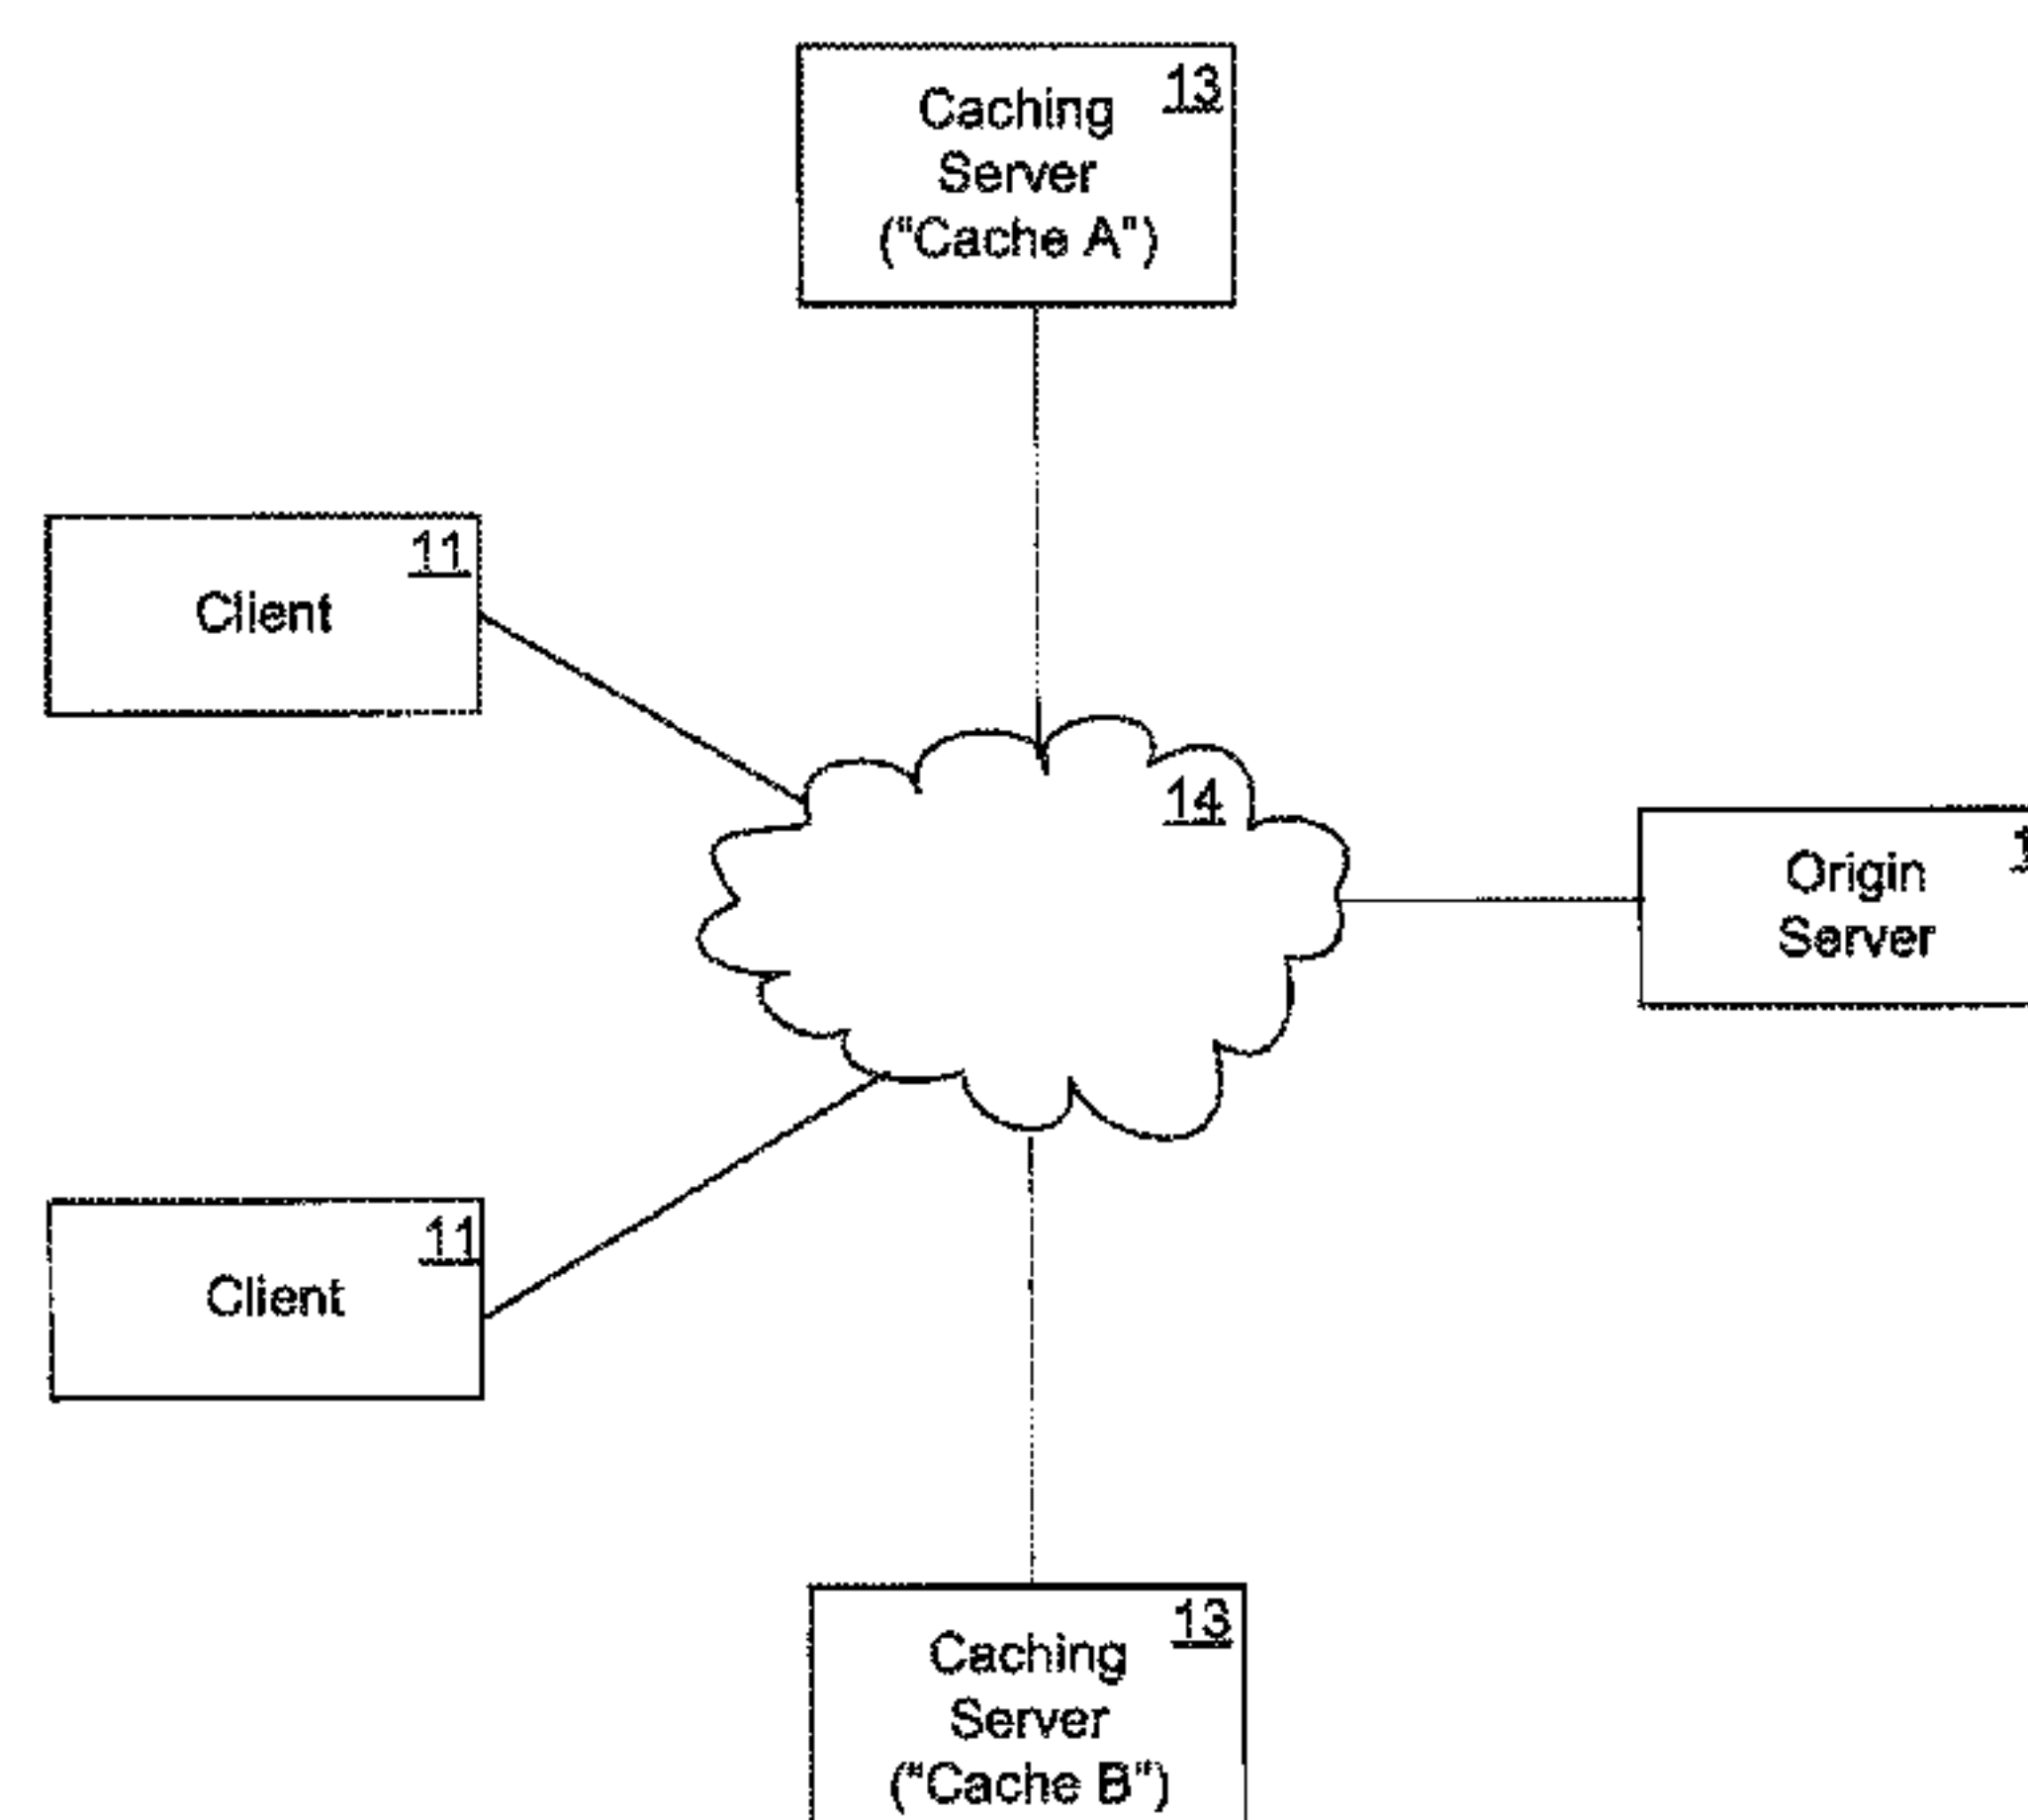 13
Caching
Server
("Cache A")
11
Client
14
Origin
Server
11
Client
13
Caching
Server
("Cache B")